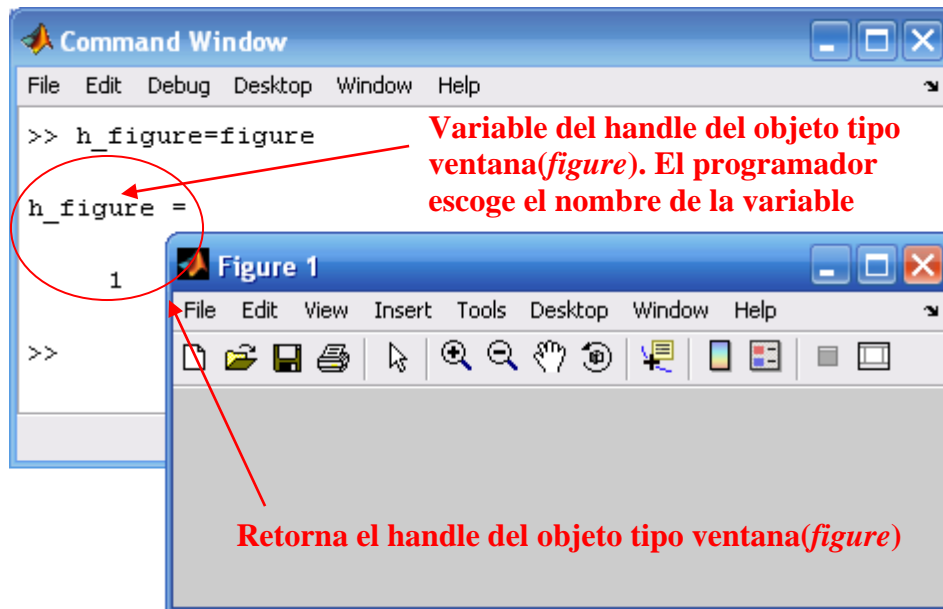 Command Window
File Edit Debug Desktop Window Help
>> h_figure=figure
Variable del handle del objeto tipo
ventana(figure). El programador
escoge el nombre de la variable
h_figure =
1
>>
Figure 1
File Edit View Insert Tools Desktop Window Help
Retorna el handle del objeto tipo ventana(figure)